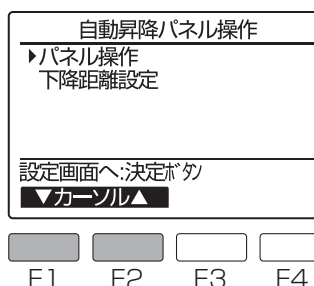 自動昇降パネル操作
▶パネル操作
下降距離設定
設定画面へ:決定ボタン
▼カーソル▲
F1 F2 F3 F4